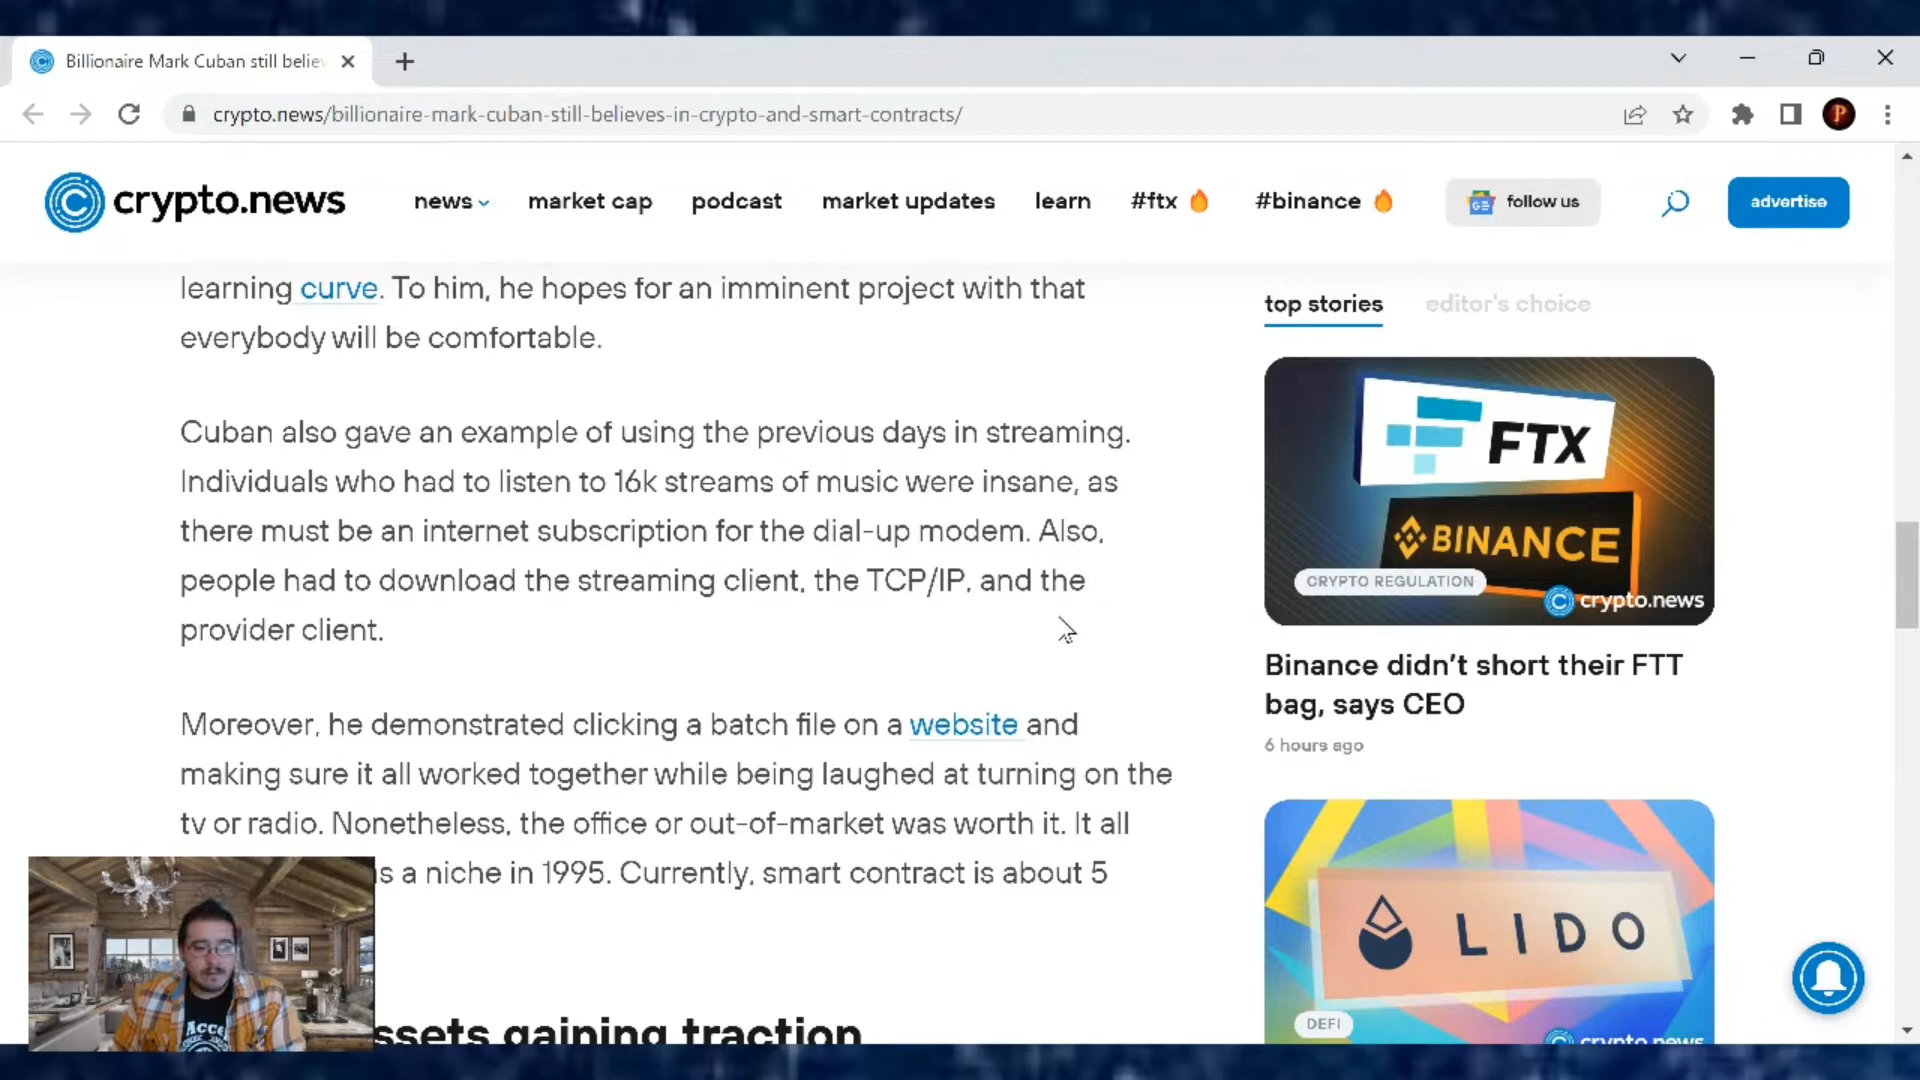 Billionaire Mark Cuban still believ
crypto.news/billionaire-mark-cuban-still-believes-in-crypto-and-smart-contracts/
P
crypto.news
news
market cap
podcast
market updates
learn
#ftx
#binance
GE
follow us
advertise
learning curve. To him, he hopes for an imminent project with that
everybody will be comfortable.
Cuban also gave an example of using the previous days in streaming.
Individuals who had to listen to 16k streams of music were insane, as
there must be an internet subscription for the dial-up modem. Also,
people had to download the streaming client, the TCP/IP, and the
provider client.
Moreover, he demonstrated clicking a batch file on a website and
making sure it all worked together while being laughed at turning on the
tv or radio. Nonetheless, the office or out-of-market was worth it. It all
s a niche in 1995. Currently, smart contract is about 5
ssets gaining traction
top stories
editor's choice
FTX
BINANCE
CRYPTO REGULATION
crypto.news
Binance didn't short their FTT
bag, says CEO
6 hours ago
LIDO
DEFI
crypto.news
Acce